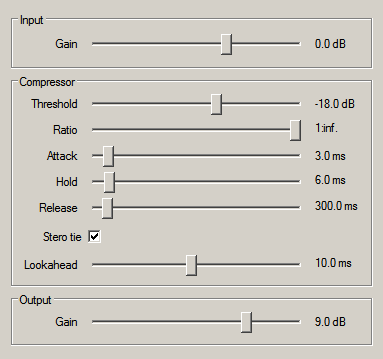 Input
Gain 0.0 dB
Compressor
Threshold -18.0 dB
Ratio 1:inf.
Attack 3.0 ms
Hold 6.0 ms
Release 300.0 ms
Stero tie
Lookahead 10.0 ms
Output
Gain 9.0 dB